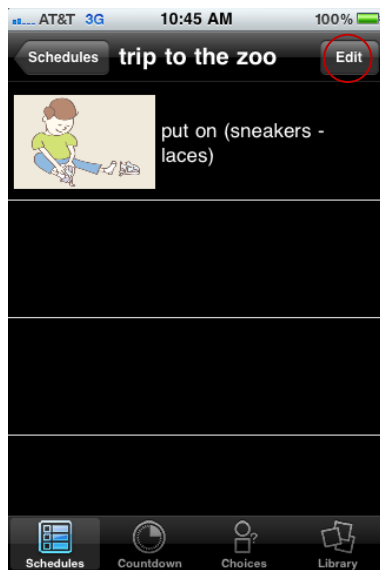 AT&T 3G 10:45 AM 100%
Schedules trip to the zoo Edit
put on (sneakers -
laces)
Schedules Countdown Choices Library